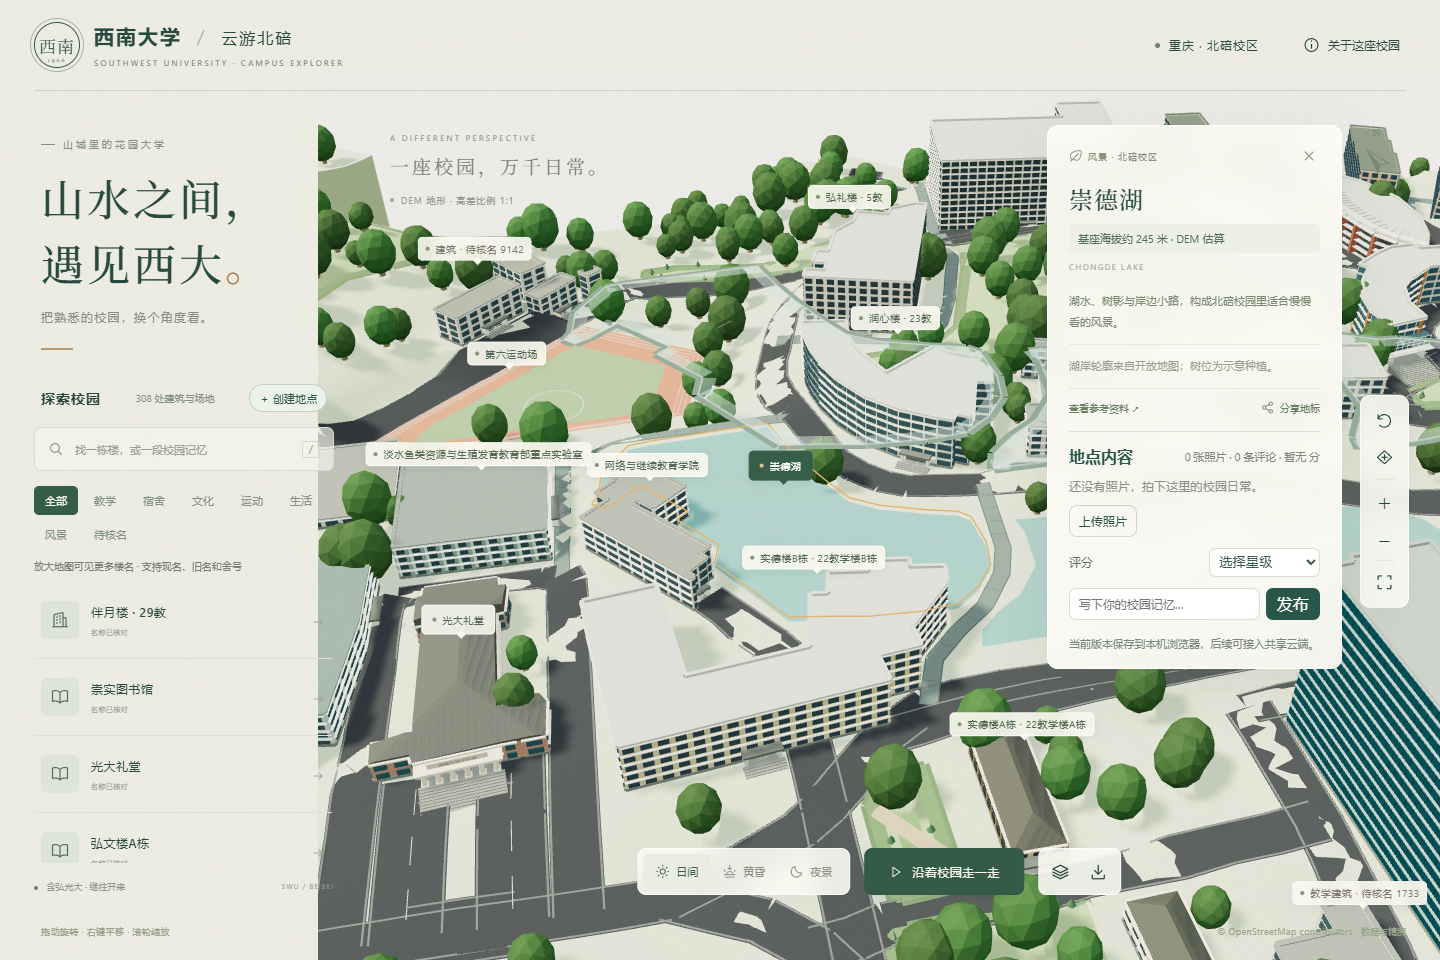 西南
1906
西南大学 / 云游北碚
SOUTHWEST UNIVERSITY · CAMPUS EXPLORER
重庆 · 北碚校区
关于这座校园
山城里的花园大学
山水之间，
遇见西大。
把熟悉的校园，换个角度看。
探索校园
308 处建筑与场地
+ 创建地点
找一栋楼，或一段校园记忆
/
全部 教学 宿舍 文化 运动 生活
风景 待核名
放大地图可见更多楼名 · 支持现名、旧名和舍号
伴月楼 · 29教
名称已核对
崇实图书馆
名称已核对
光大礼堂
名称已核对
弘文楼A栋
名称已核对
含弘光大 · 继往开来
SWU / BEIBEI
拖动旋转 · 右键平移 · 滚轮缩放
A DIFFERENT PERSPECTIVE
一座校园，万千日常。
DEM 地形 · 高差比例 1:1
弘礼楼 · 5教
建筑 · 待核名 9142
润心楼 · 23教
第六运动场
淡水鱼类资源与生殖发育教育部重点实验室
网络与继续教育学院
崇德湖
实德楼B栋 · 22教学楼B栋
光大礼堂
实德楼A栋 · 22教学楼A栋
教学建筑 · 待核名 1733
风景 · 北碚校区
崇德湖
基座海拔约 245 米 · DEM 估算
CHONGDE LAKE
湖水、树影与岸边小路，构成北碚校园里适合慢慢
看的风景。
湖岸轮廓来自开放地图；树位为示意种植。
查看参考资料 ↗
分享地标
地点内容
0 张照片 · 0 条评论 · 暂无 分
还没有照片，拍下这里的校园日常。
上传照片
评分
选择星级
写下你的校园记忆...
发布
当前版本保存到本机浏览器，后续可接入共享云端。
日间 黄昏 夜景
沿着校园走一走
© OpenStreetMap contributors